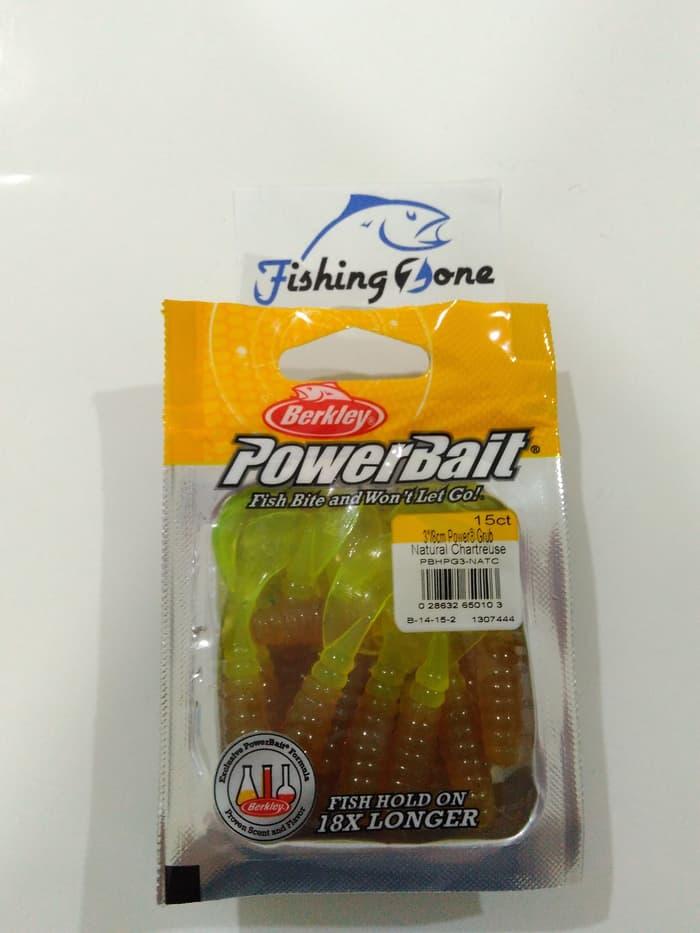 Fishing Zone
Berkley®
PowerBait®
Fish Bite and Won't Let Go!®
15ct
3"/8cm Power® Grub
Natural Chartreuse
PBHPG3-NATC
0 28632 65010 3
B-14-15-2 1307444
Exclusive PowerBait® Formula
Berkley
Proven Scent and Flavor
FISH HOLD ON
18X LONGER